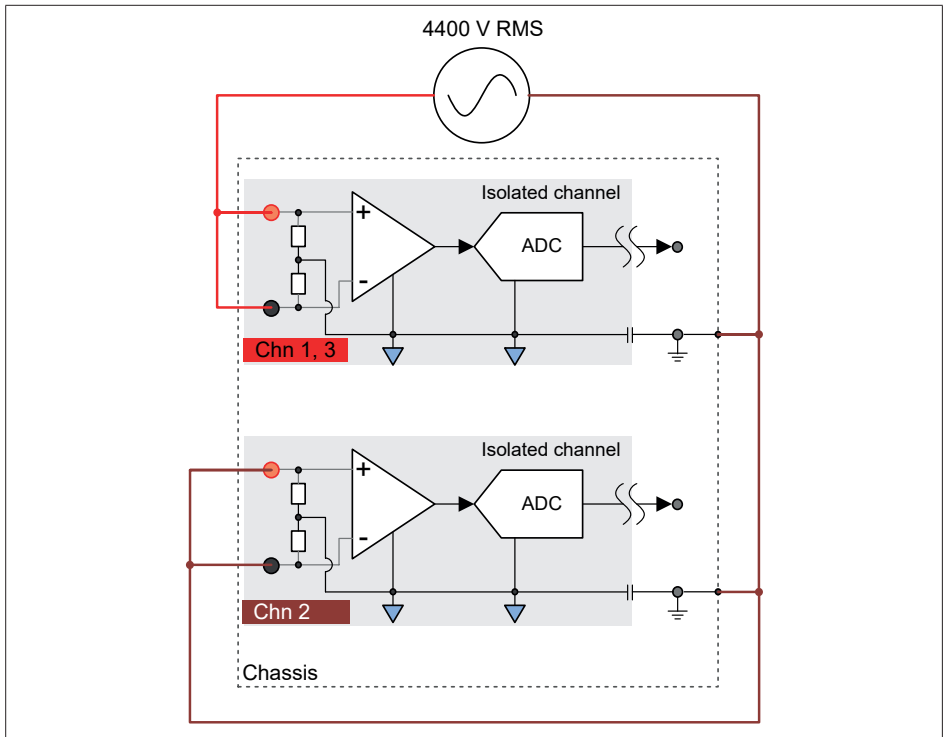 4400 V RMS
Isolated channel
+
ADC
-
Chn 1, 3
Isolated channel
+
ADC
-
Chn 2
Chassis